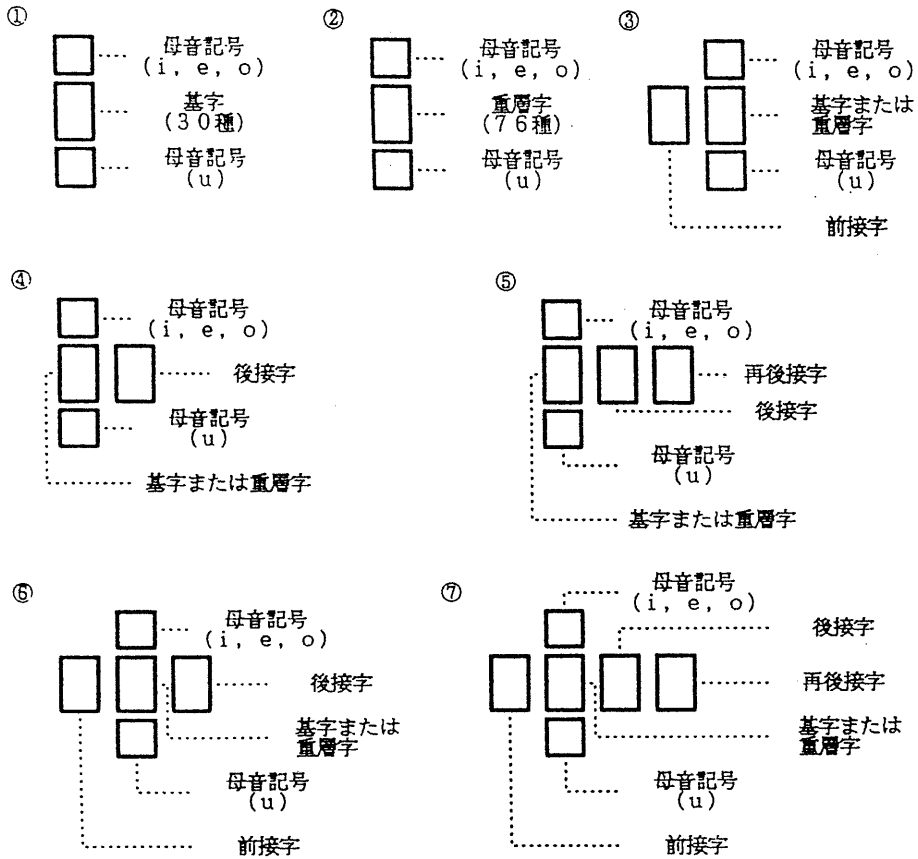 ①
母音記号
(i, e, o)
基字
(30種)
母音記号
(u)
②
母音記号
(i, e, o)
重層字
(76種)
母音記号
(u)
③
母音記号
(i, e, o)
基字または
重層字
母音記号
(u)
前接字
④
母音記号
(i, e, o)
後接字
母音記号
(u)
基字または重層字
⑤
母音記号
(i, e, o)
再後接字
後接字
母音記号
(u)
基字または重層字
⑥
母音記号
(i, e, o)
後接字
基字または
重層字
母音記号
(u)
前接字
⑦
母音記号
(i, e, o)
後接字
再後接字
基字または
重層字
母音記号
(u)
前接字